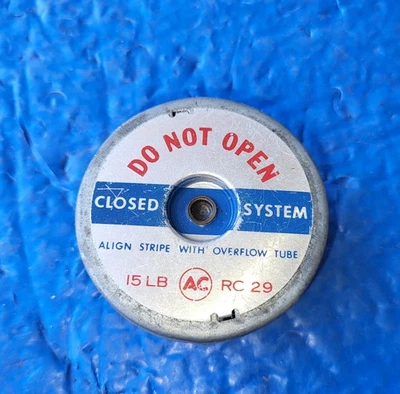 DO NOT OPEN
CLOSED SYSTEM
ALIGN STRIPE WITH OVERFLOW TUBE
15 LB AC RC 29